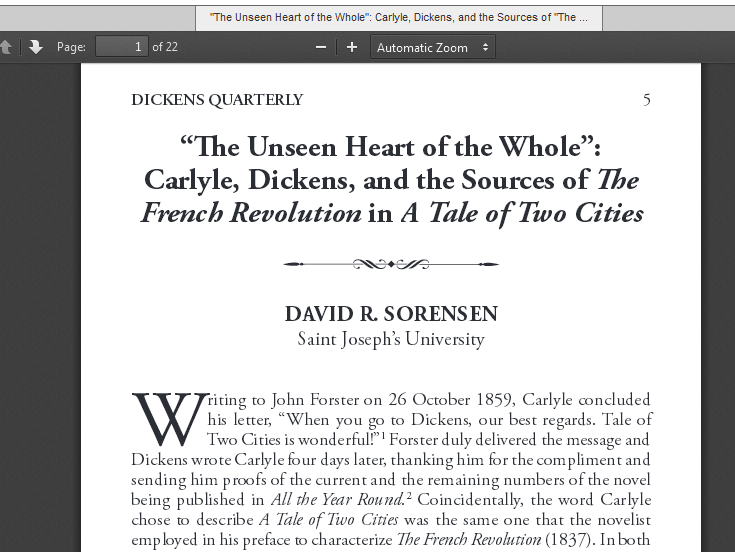 "The Unseen Heart of the Whole": Carlyle, Dickens, and the Sources of "The ...
Page: 1 of 22 Automatic Zoom
DICKENS QUARTERLY 5
“The Unseen Heart of the Whole”:
Carlyle, Dickens, and the Sources of The
French Revolution in A Tale of Two Cities
DAVID R. SORENSEN
Saint Joseph’s University
Writing to John Forster on 26 October 1859, Carlyle concluded
his letter, “When you go to Dickens, our best regards. Tale of
Two Cities is wonderful!”1 Forster duly delivered the message and
Dickens wrote Carlyle four days later, thanking him for the compliment and
sending him proofs of the current and the remaining numbers of the novel
being published in All the Year Round.2 Coincidentally, the word Carlyle
chose to describe A Tale of Two Cities was the same one that the novelist
employed in his preface to characterize The French Revolution (1837). In both